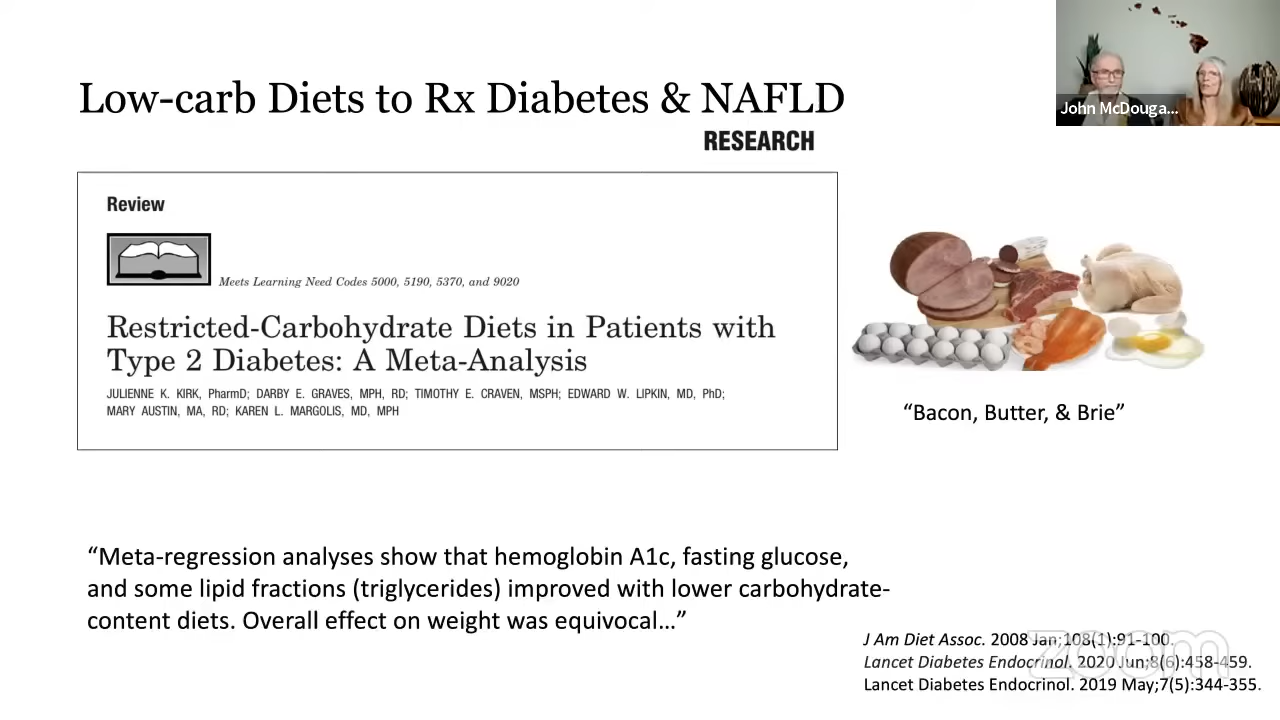 John McDouga...
Low-carb Diets to Rx Diabetes & NAFLD
RESEARCH
Review
Meets Learning Need Codes 5000, 5190, 5370, and 9020
Restricted-Carbohydrate Diets in Patients with
Type 2 Diabetes: A Meta-Analysis
JULIENNE K. KIRK, PharmD; DARBY E. GRAVES, MPH, RD; TIMOTHY E. CRAVEN, MSPH; EDWARD W. LIPKIN, MD, PhD;
MARY AUSTIN, MA, RD; KAREN L. MARGOLIS, MD, MPH
“Bacon, Butter, & Brie”
“Meta-regression analyses show that hemoglobin A1c, fasting glucose,
and some lipid fractions (triglycerides) improved with lower carbohydrate-
content diets. Overall effect on weight was equivocal…”
J Am Diet Assoc. 2008 Jan;108(1):91-100.
Lancet Diabetes Endocrinol. 2020 Jun;8(6):458-459.
Lancet Diabetes Endocrinol. 2019 May;7(5):344-355.
zoom